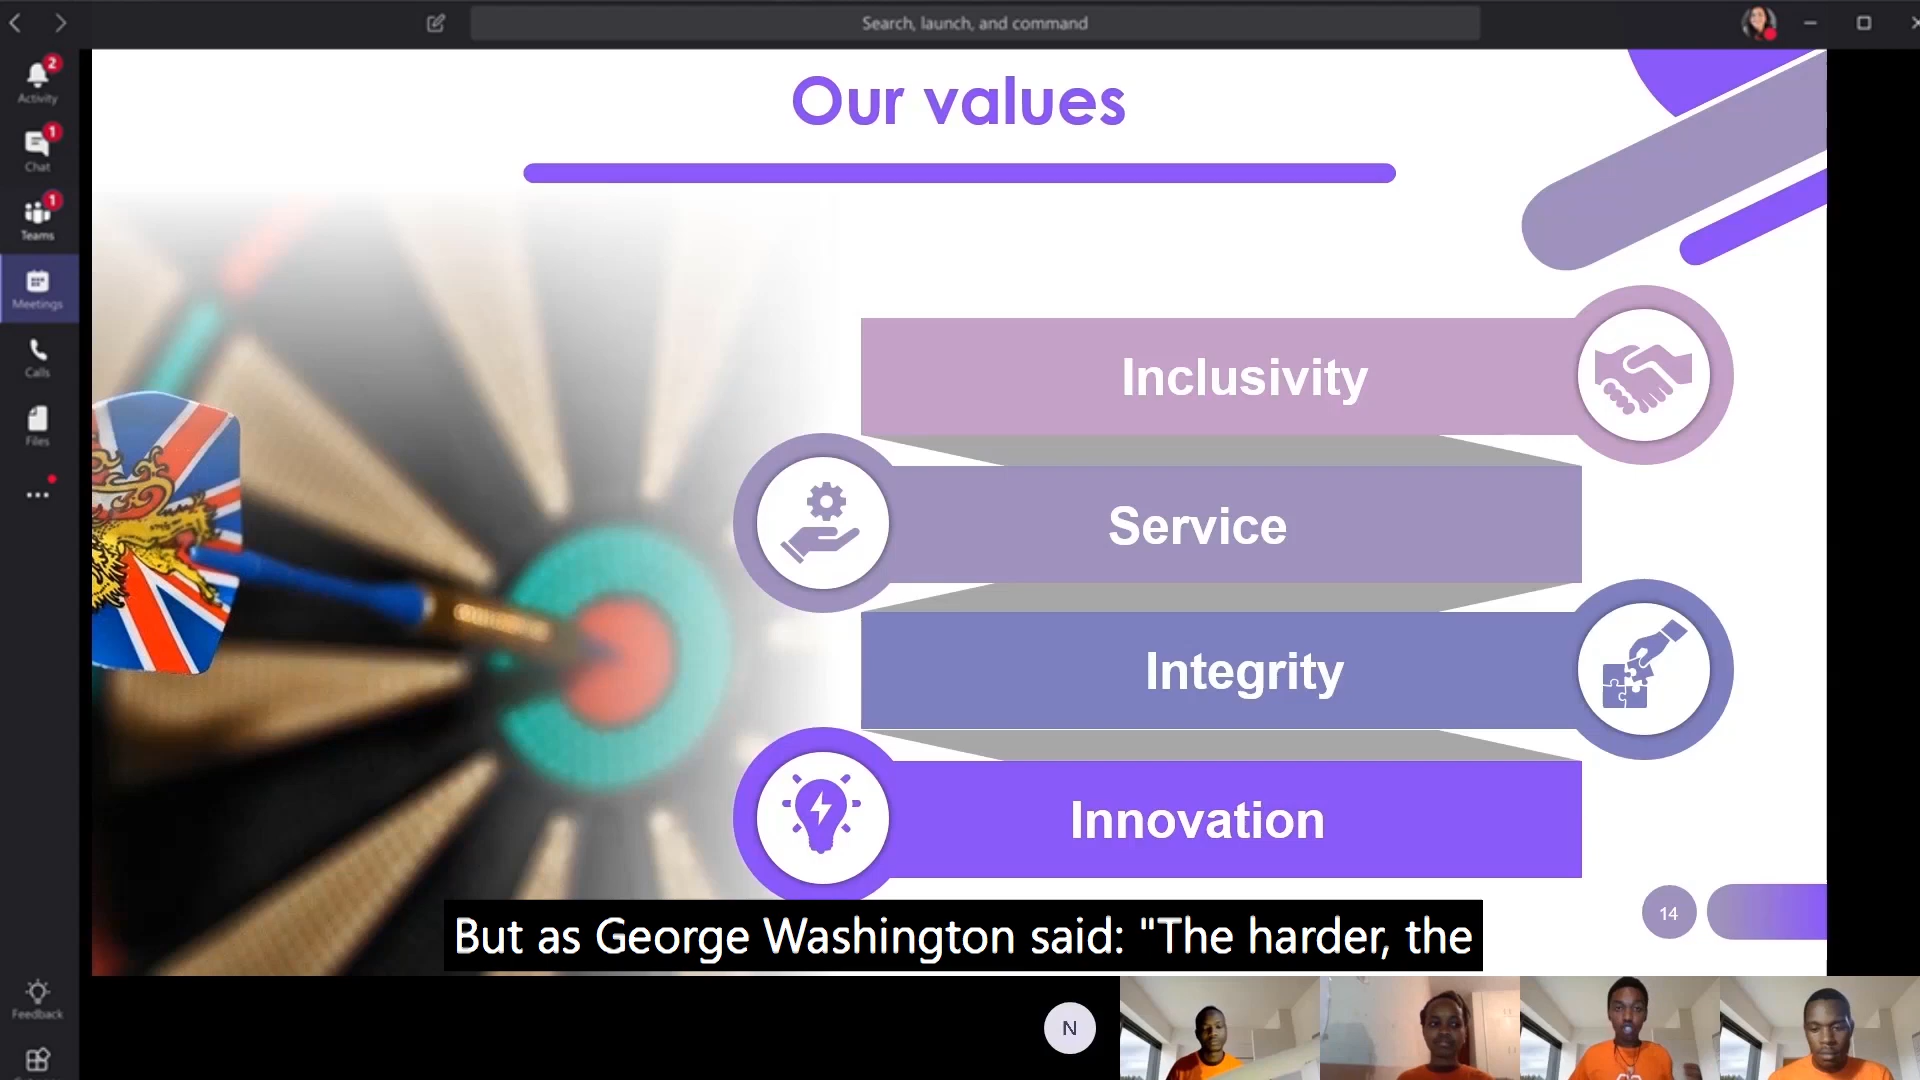 Search, launch, and command
2
Activity
1
Chat
1
Teams
Meetings
Calls
Files
Feedback
Our values
Inclusivity
Service
Integrity
Innovation
14
But as George Washington said: "The harder, the
N